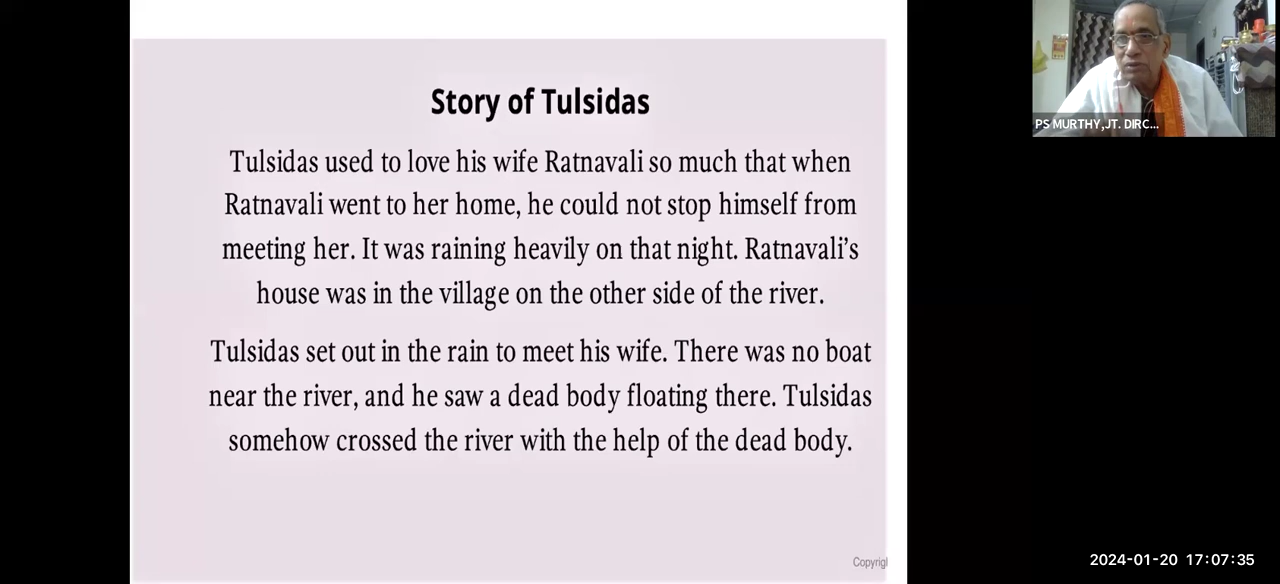 Story of Tulsidas
Tulsidas used to love his wife Ratnavali so much that when
Ratnavali went to her home, he could not stop himself from
meeting her. It was raining heavily on that night. Ratnavali’s
house was in the village on the other side of the river.
Tulsidas set out in the rain to meet his wife. There was no boat
near the river, and he saw a dead body floating there. Tulsidas
somehow crossed the river with the help of the dead body.
Copyrigl
PS MURTHY,JT. DIRC...
2024-01-20 17:07:35